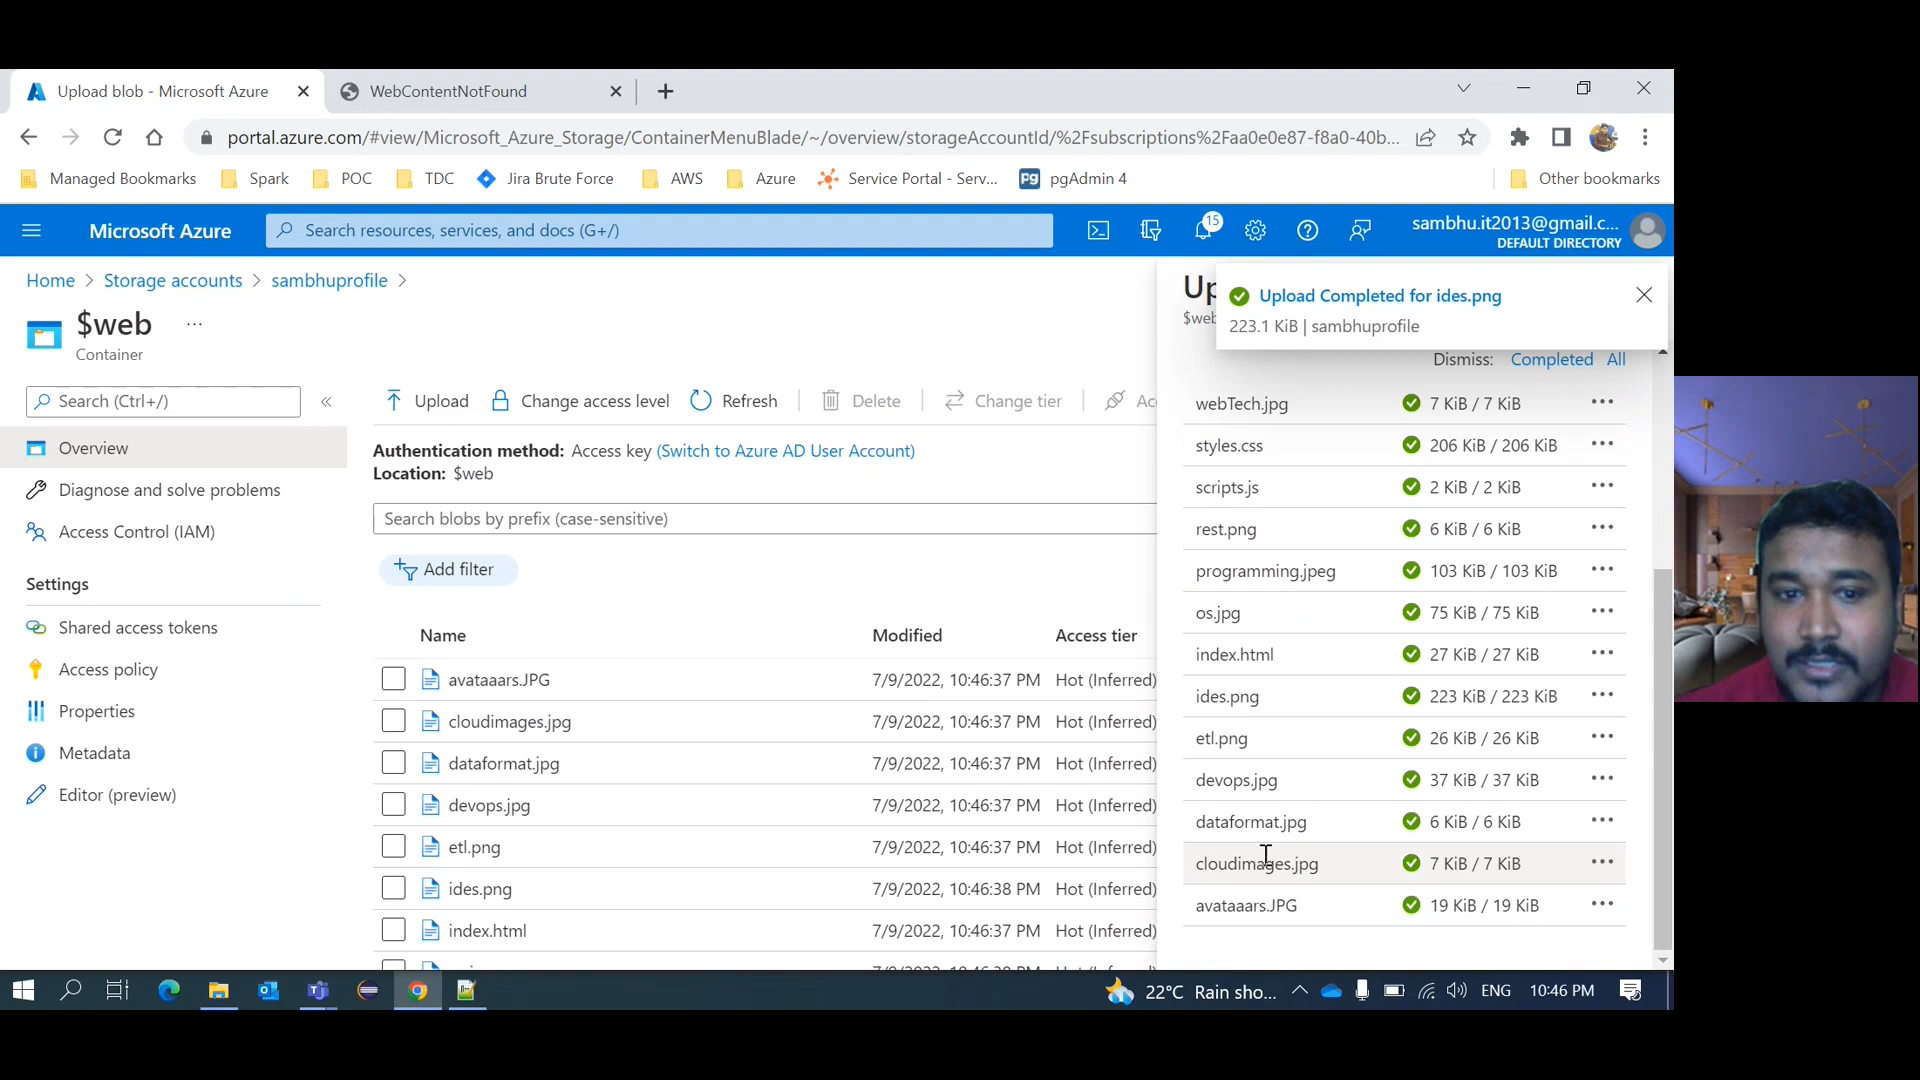 Upload blob - Microsoft Azure
WebContentNotFound
portal.azure.com/#view/Microsoft_Azure_Storage/ContainerMenuBlade/~/overview/storageAccountId/%2Fsubscriptions%2Faa0e0e87-f8a0-40b...
Managed Bookmarks
Spark
POC
TDC
Jira Brute Force
AWS
Azure
Service Portal - Serv...
pg
pgAdmin 4
Other bookmarks
Microsoft Azure
Search resources, services, and docs (G+/)
15
sambhu.it2013@gmail.c...
DEFAULT DIRECTORY
Home > Storage accounts > sambhuprofile >
$web ...
Container
Search (Ctrl+/)
«
Overview
Diagnose and solve problems
Access Control (IAM)
Settings
Shared access tokens
Access policy
Properties
Metadata
Editor (preview)
Upload
Change access level
Refresh
Delete
Change tier
Authentication method: Access key (Switch to Azure AD User Account)
Location: $web
Search blobs by prefix (case-sensitive)
Add filter
Name Modified Access tier
avataaars.JPG 7/9/2022, 10:46:37 PM Hot (Inferred)
cloudimages.jpg 7/9/2022, 10:46:37 PM Hot (Inferred)
dataformat.jpg 7/9/2022, 10:46:37 PM Hot (Inferred)
devops.jpg 7/9/2022, 10:46:37 PM Hot (Inferred)
etl.png 7/9/2022, 10:46:37 PM Hot (Inferred)
ides.png 7/9/2022, 10:46:38 PM Hot (Inferred)
index.html 7/9/2022, 10:46:37 PM Hot (Inferred)
Upload Completed for ides.png
223.1 KiB | sambhuprofile
Dismiss: Completed All
webTech.jpg 7 KiB / 7 KiB ...
styles.css 206 KiB / 206 KiB ...
scripts.js 2 KiB / 2 KiB ...
rest.png 6 KiB / 6 KiB ...
programming.jpeg 103 KiB / 103 KiB ...
os.jpg 75 KiB / 75 KiB ...
index.html 27 KiB / 27 KiB ...
ides.png 223 KiB / 223 KiB ...
etl.png 26 KiB / 26 KiB ...
devops.jpg 37 KiB / 37 KiB ...
dataformat.jpg 6 KiB / 6 KiB ...
cloudimages.jpg 7 KiB / 7 KiB ...
avataaars.JPG 19 KiB / 19 KiB ...
22°C Rain sho...
ENG
10:46 PM